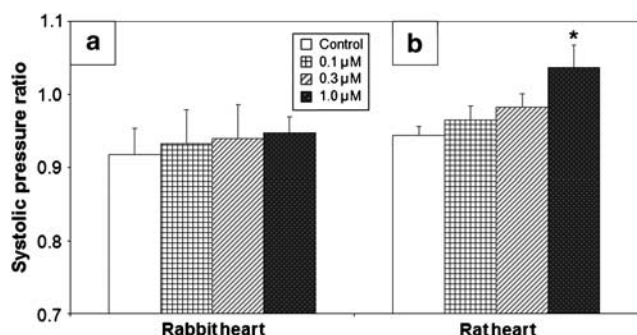 1.1
1.0
0.9
0.8
0.7
Systolic pressure ratio
a
Control
0.1 µM
0.3 µM
1.0 µM
b
*
Rabbit heart
Rat heart